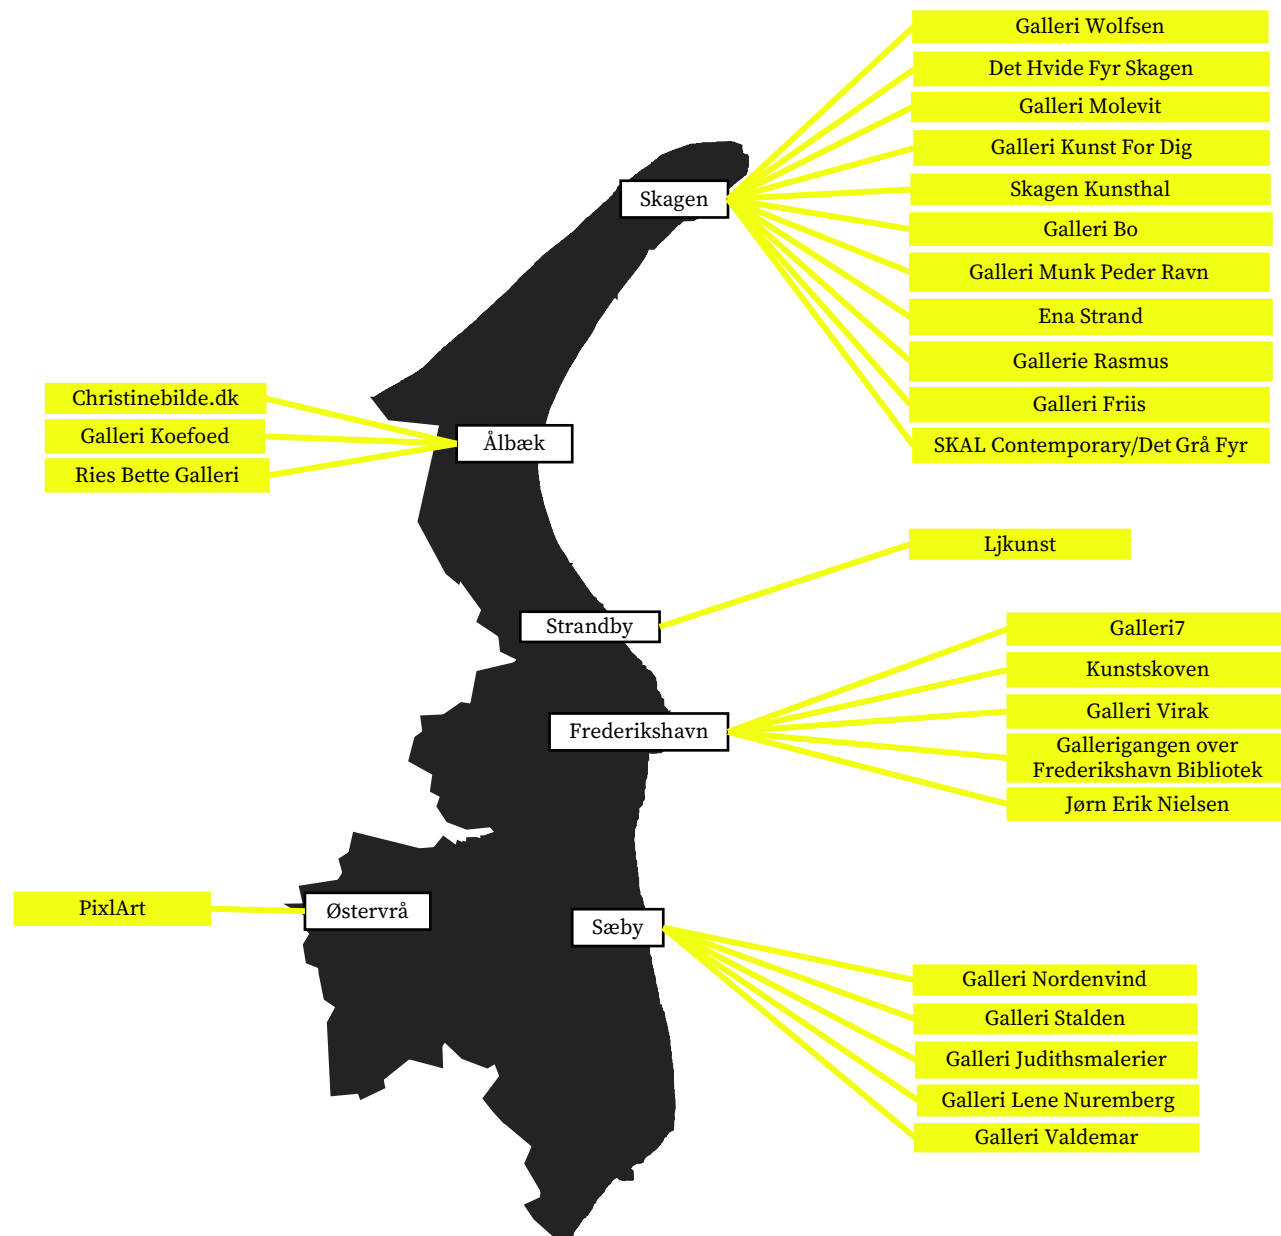 Galleri Wolfsen
Det Hvide Fyr Skagen
Galleri Molevit
Galleri Kunst For Dig
Skagen
Skagen Kunsthal
Galleri Bo
Galleri Munk Peder Ravn
Ena Strand
Gallerie Rasmus
Galleri Friis
SKAL Contemporary/Det Grå Fyr
Christinebilde.dk
Galleri Koefoed
Ries Bette Galleri
Ålbæk
Ljkunst
Strandby
Galleri7
Kunstskoven
Galleri Virak
Gallerigangen over
Frederikshavn Bibliotek
Jørn Erik Nielsen
Frederikshavn
PixlArt
Østervrå
Sæby
Galleri Nordenvind
Galleri Stalden
Galleri Judithsmalerier
Galleri Lene Nuremberg
Galleri Valdemar